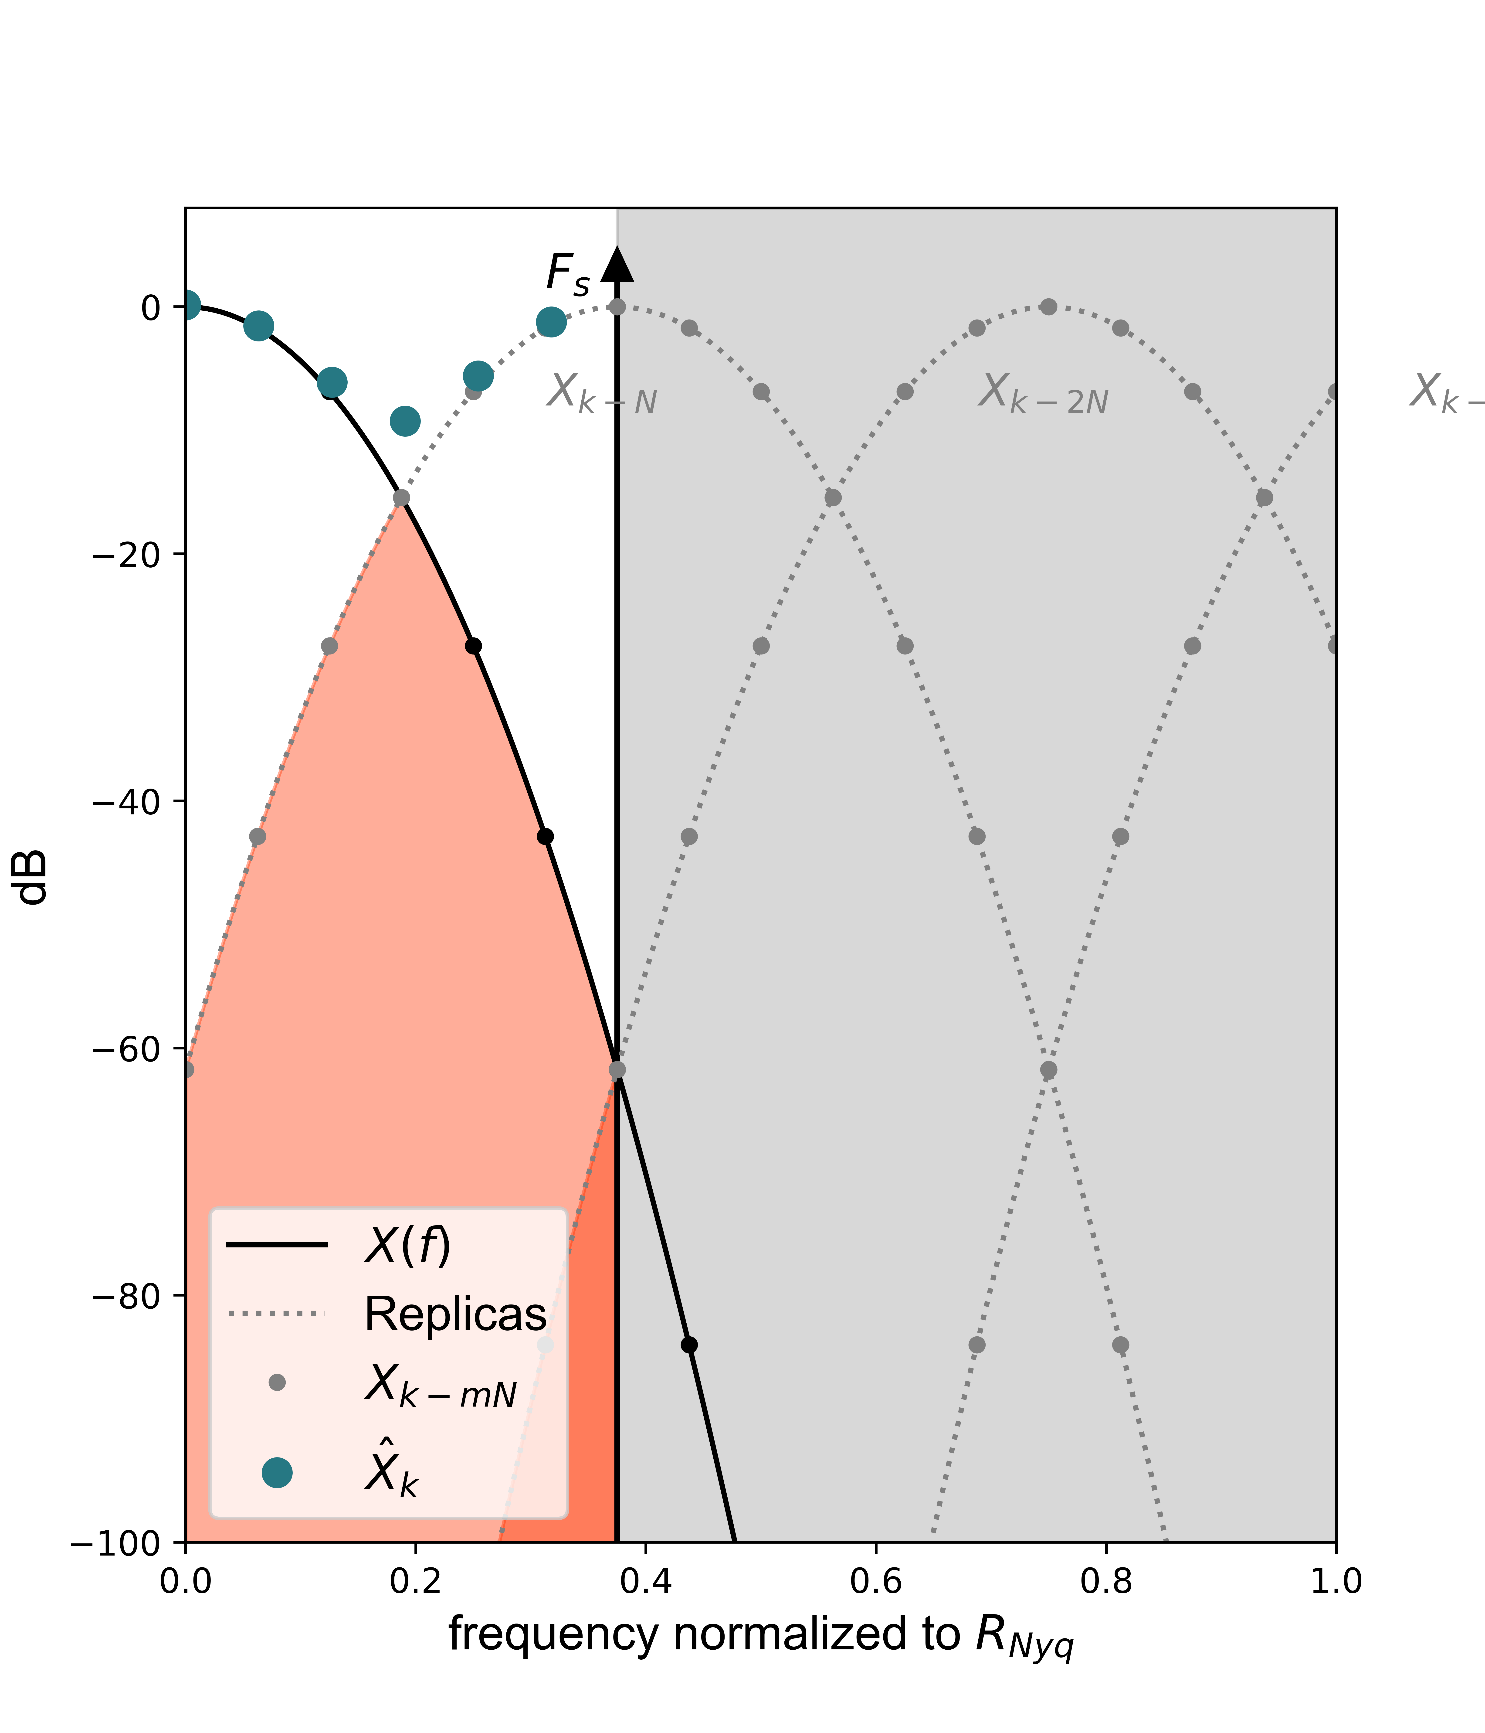 F_s
0
X_{k-N}
X_{k-2N}
X_{k-
−20
−40
−60
−80
−100
dB
X(f)
Replicas
X_{k-mN}
X̂_k
0.0 0.2 0.4 0.6 0.8 1.0
frequency normalized to R_{Nyq}